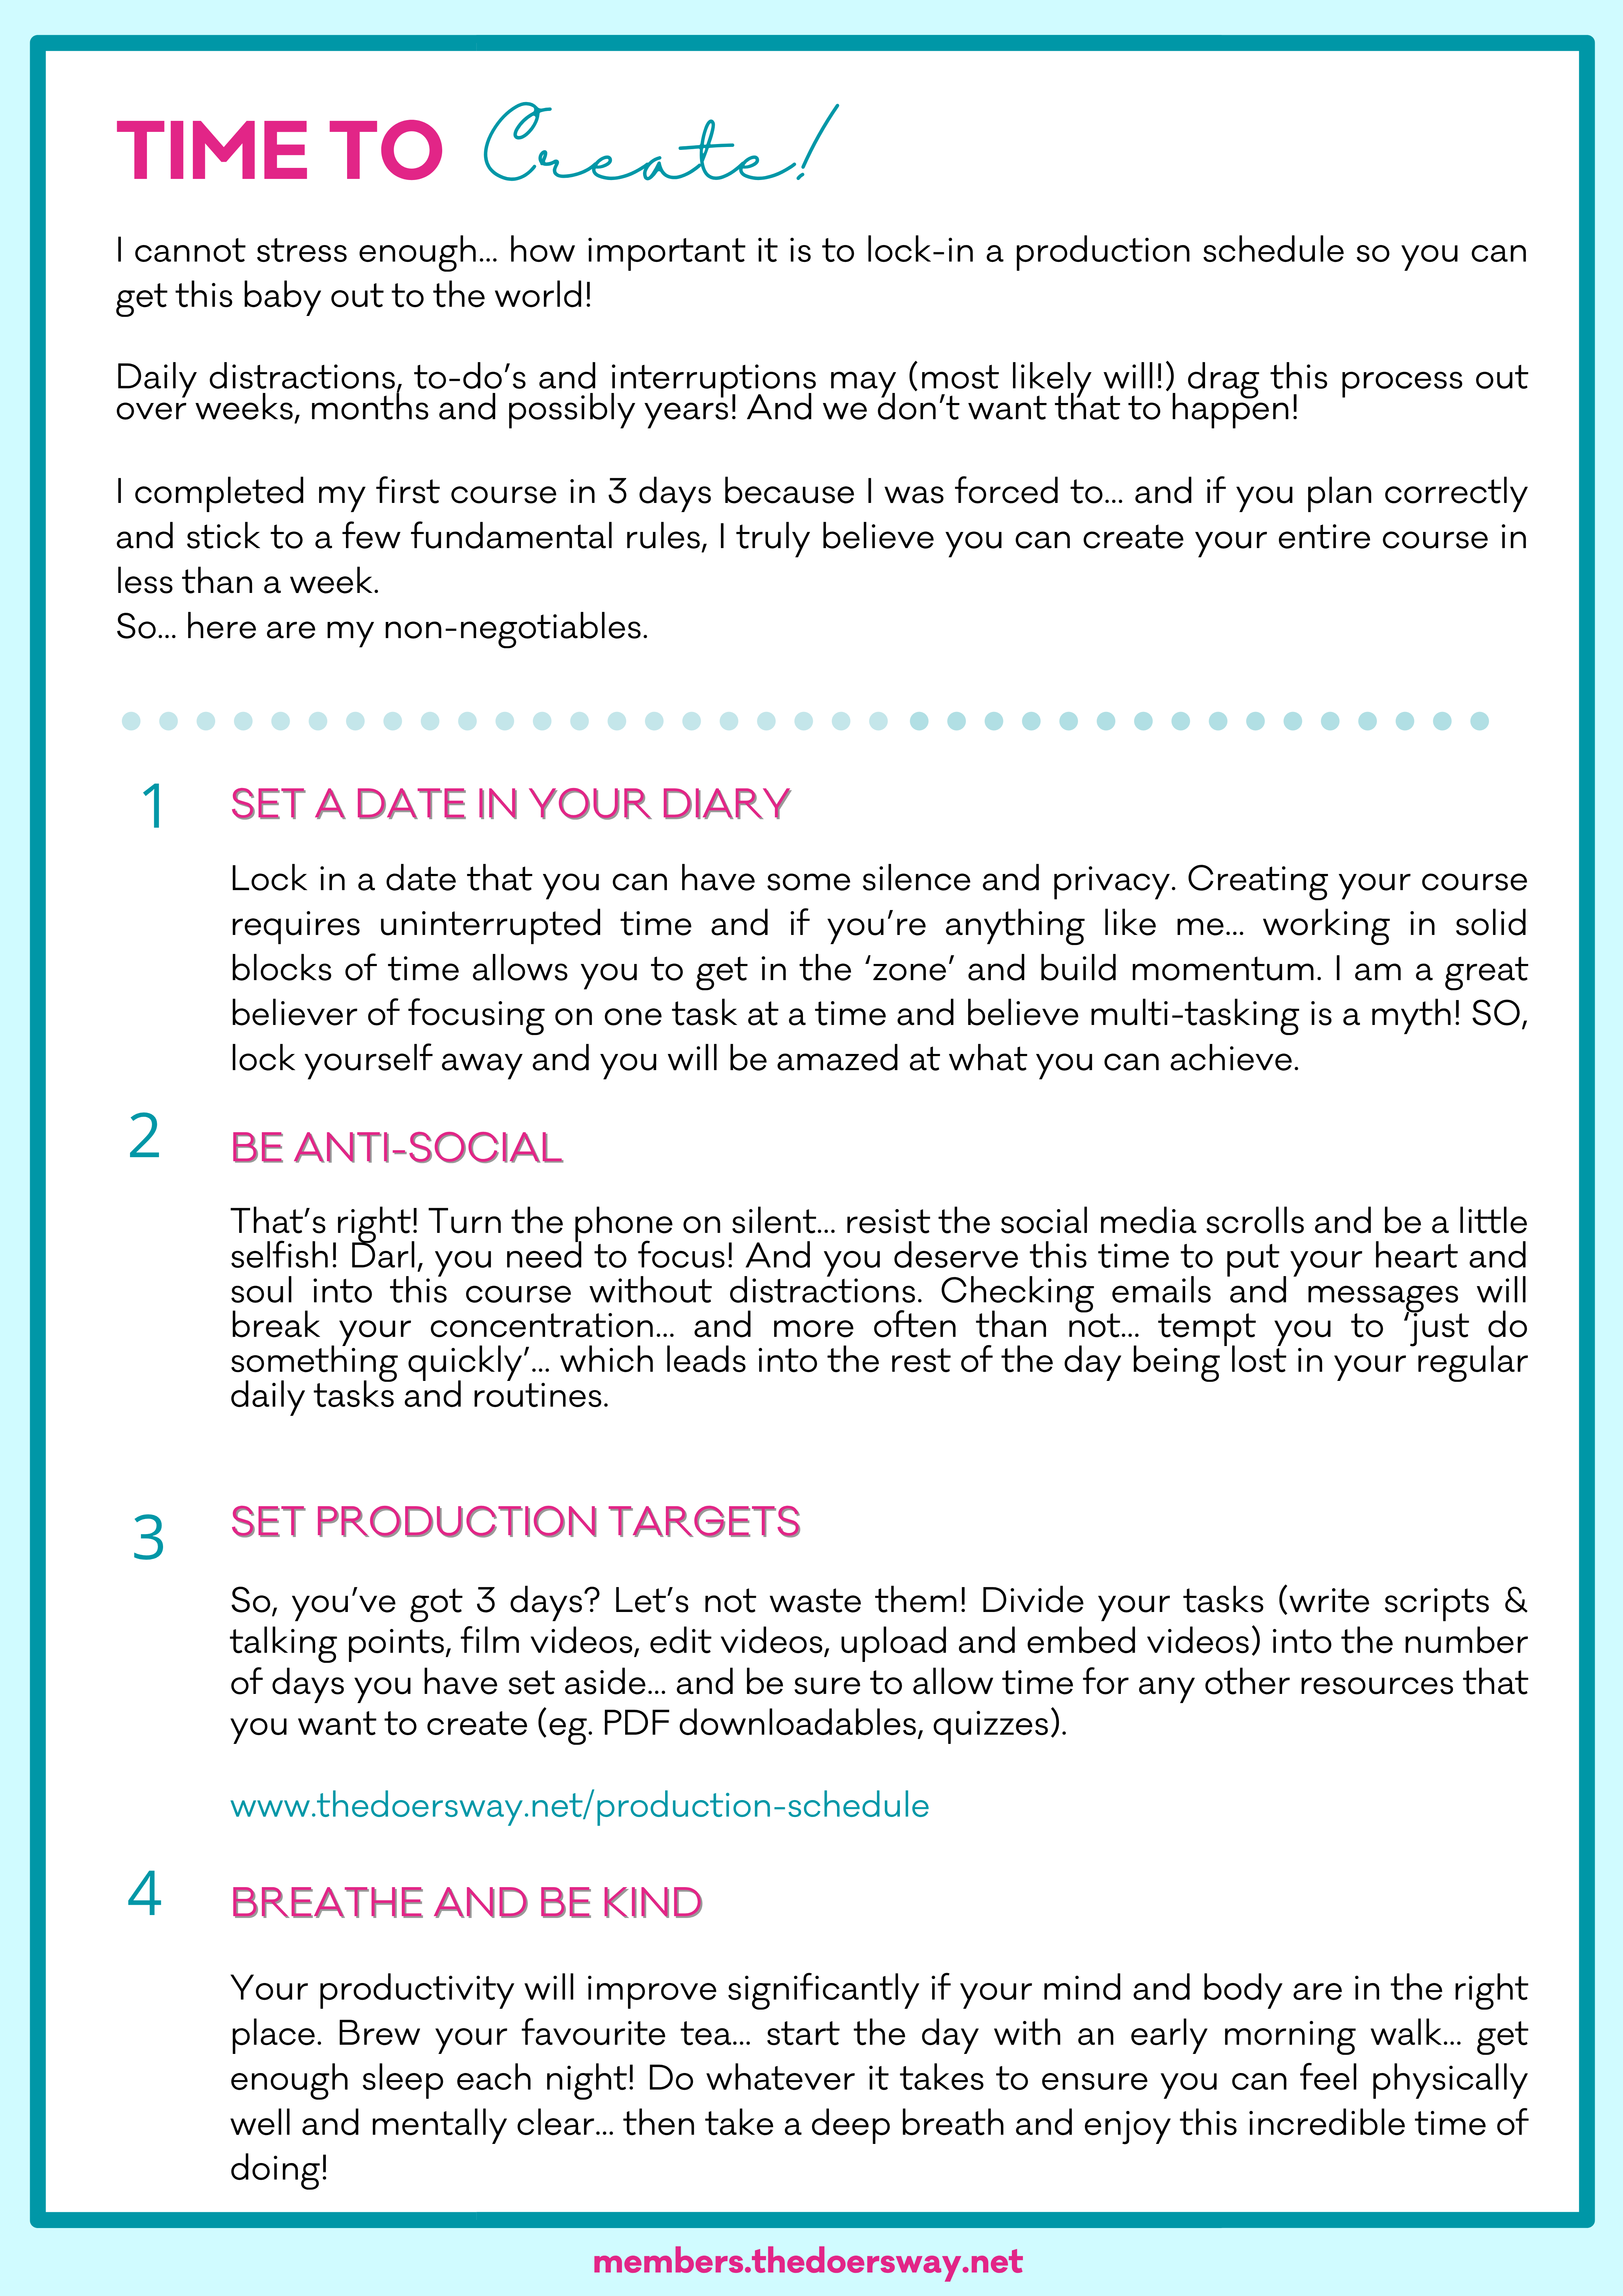 TIME TO Create!
I cannot stress enough... how important it is to lock-in a production schedule so you can
get this baby out to the world!
Daily distractions, to-do's and interruptions may (most likely will!) drag this process out
over weeks, months and possibly years! And we don't want that to happen!
I completed my first course in 3 days because I was forced to... and if you plan correctly
and stick to a few fundamental rules, I truly believe you can create your entire course in
less than a week.
So... here are my non-negotiables.
1 SET A DATE IN YOUR DIARY
Lock in a date that you can have some silence and privacy. Creating your course
requires uninterrupted time and if you're anything like me... working in solid
blocks of time allows you to get in the 'zone' and build momentum. I am a great
believer of focusing on one task at a time and believe multi-tasking is a myth! SO,
lock yourself away and you will be amazed at what you can achieve.
2 BE ANTI-SOCIAL
That's right! Turn the phone on silent... resist the social media scrolls and be a little
selfish! Darl, you need to focus! And you deserve this time to put your heart and
soul into this course without distractions. Checking emails and messages will
break your concentration... and more often than not... tempt you to 'just do
something quickly'... which leads into the rest of the day being lost in your regular
daily tasks and routines.
3 SET PRODUCTION TARGETS
So, you've got 3 days? Let's not waste them! Divide your tasks (write scripts &
talking points, film videos, edit videos, upload and embed videos) into the number
of days you have set aside... and be sure to allow time for any other resources that
you want to create (eg. PDF downloadables, quizzes).
www.thedoersway.net/production-schedule
4 BREATHE AND BE KIND
Your productivity will improve significantly if your mind and body are in the right
place. Brew your favourite tea... start the day with an early morning walk... get
enough sleep each night! Do whatever it takes to ensure you can feel physically
well and mentally clear... then take a deep breath and enjoy this incredible time of
doing!
members.thedoersway.net